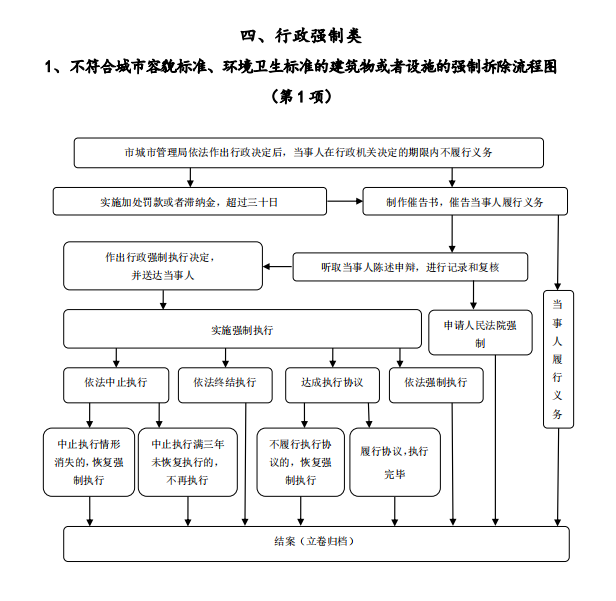 四、行政强制类
1、不符合城市容貌标准、环境卫生标准的建筑物或者设施的强制拆除流程图
（第 1 项）
市城市管理局依法作出行政决定后，当事人在行政机关决定的期限内不履行义务
实施加处罚款或者滞纳金，超过三十日
制作催告书，催告当事人履行义务
作出行政强制执行决定，
并送达当事人
听取当事人陈述申辩，进行记录和复核
当事人履行义务
实施强制执行
申请人民法院强
制
依法中止执行
依法终结执行
达成执行协议
依法强制执行
中止执行情形
消失的，恢复强
制执行
中止执行满三年
未恢复执行的，
不再执行
不履行执行协
议的，恢复强
制执行
履行协议，执行
完毕
结案（立卷归档）